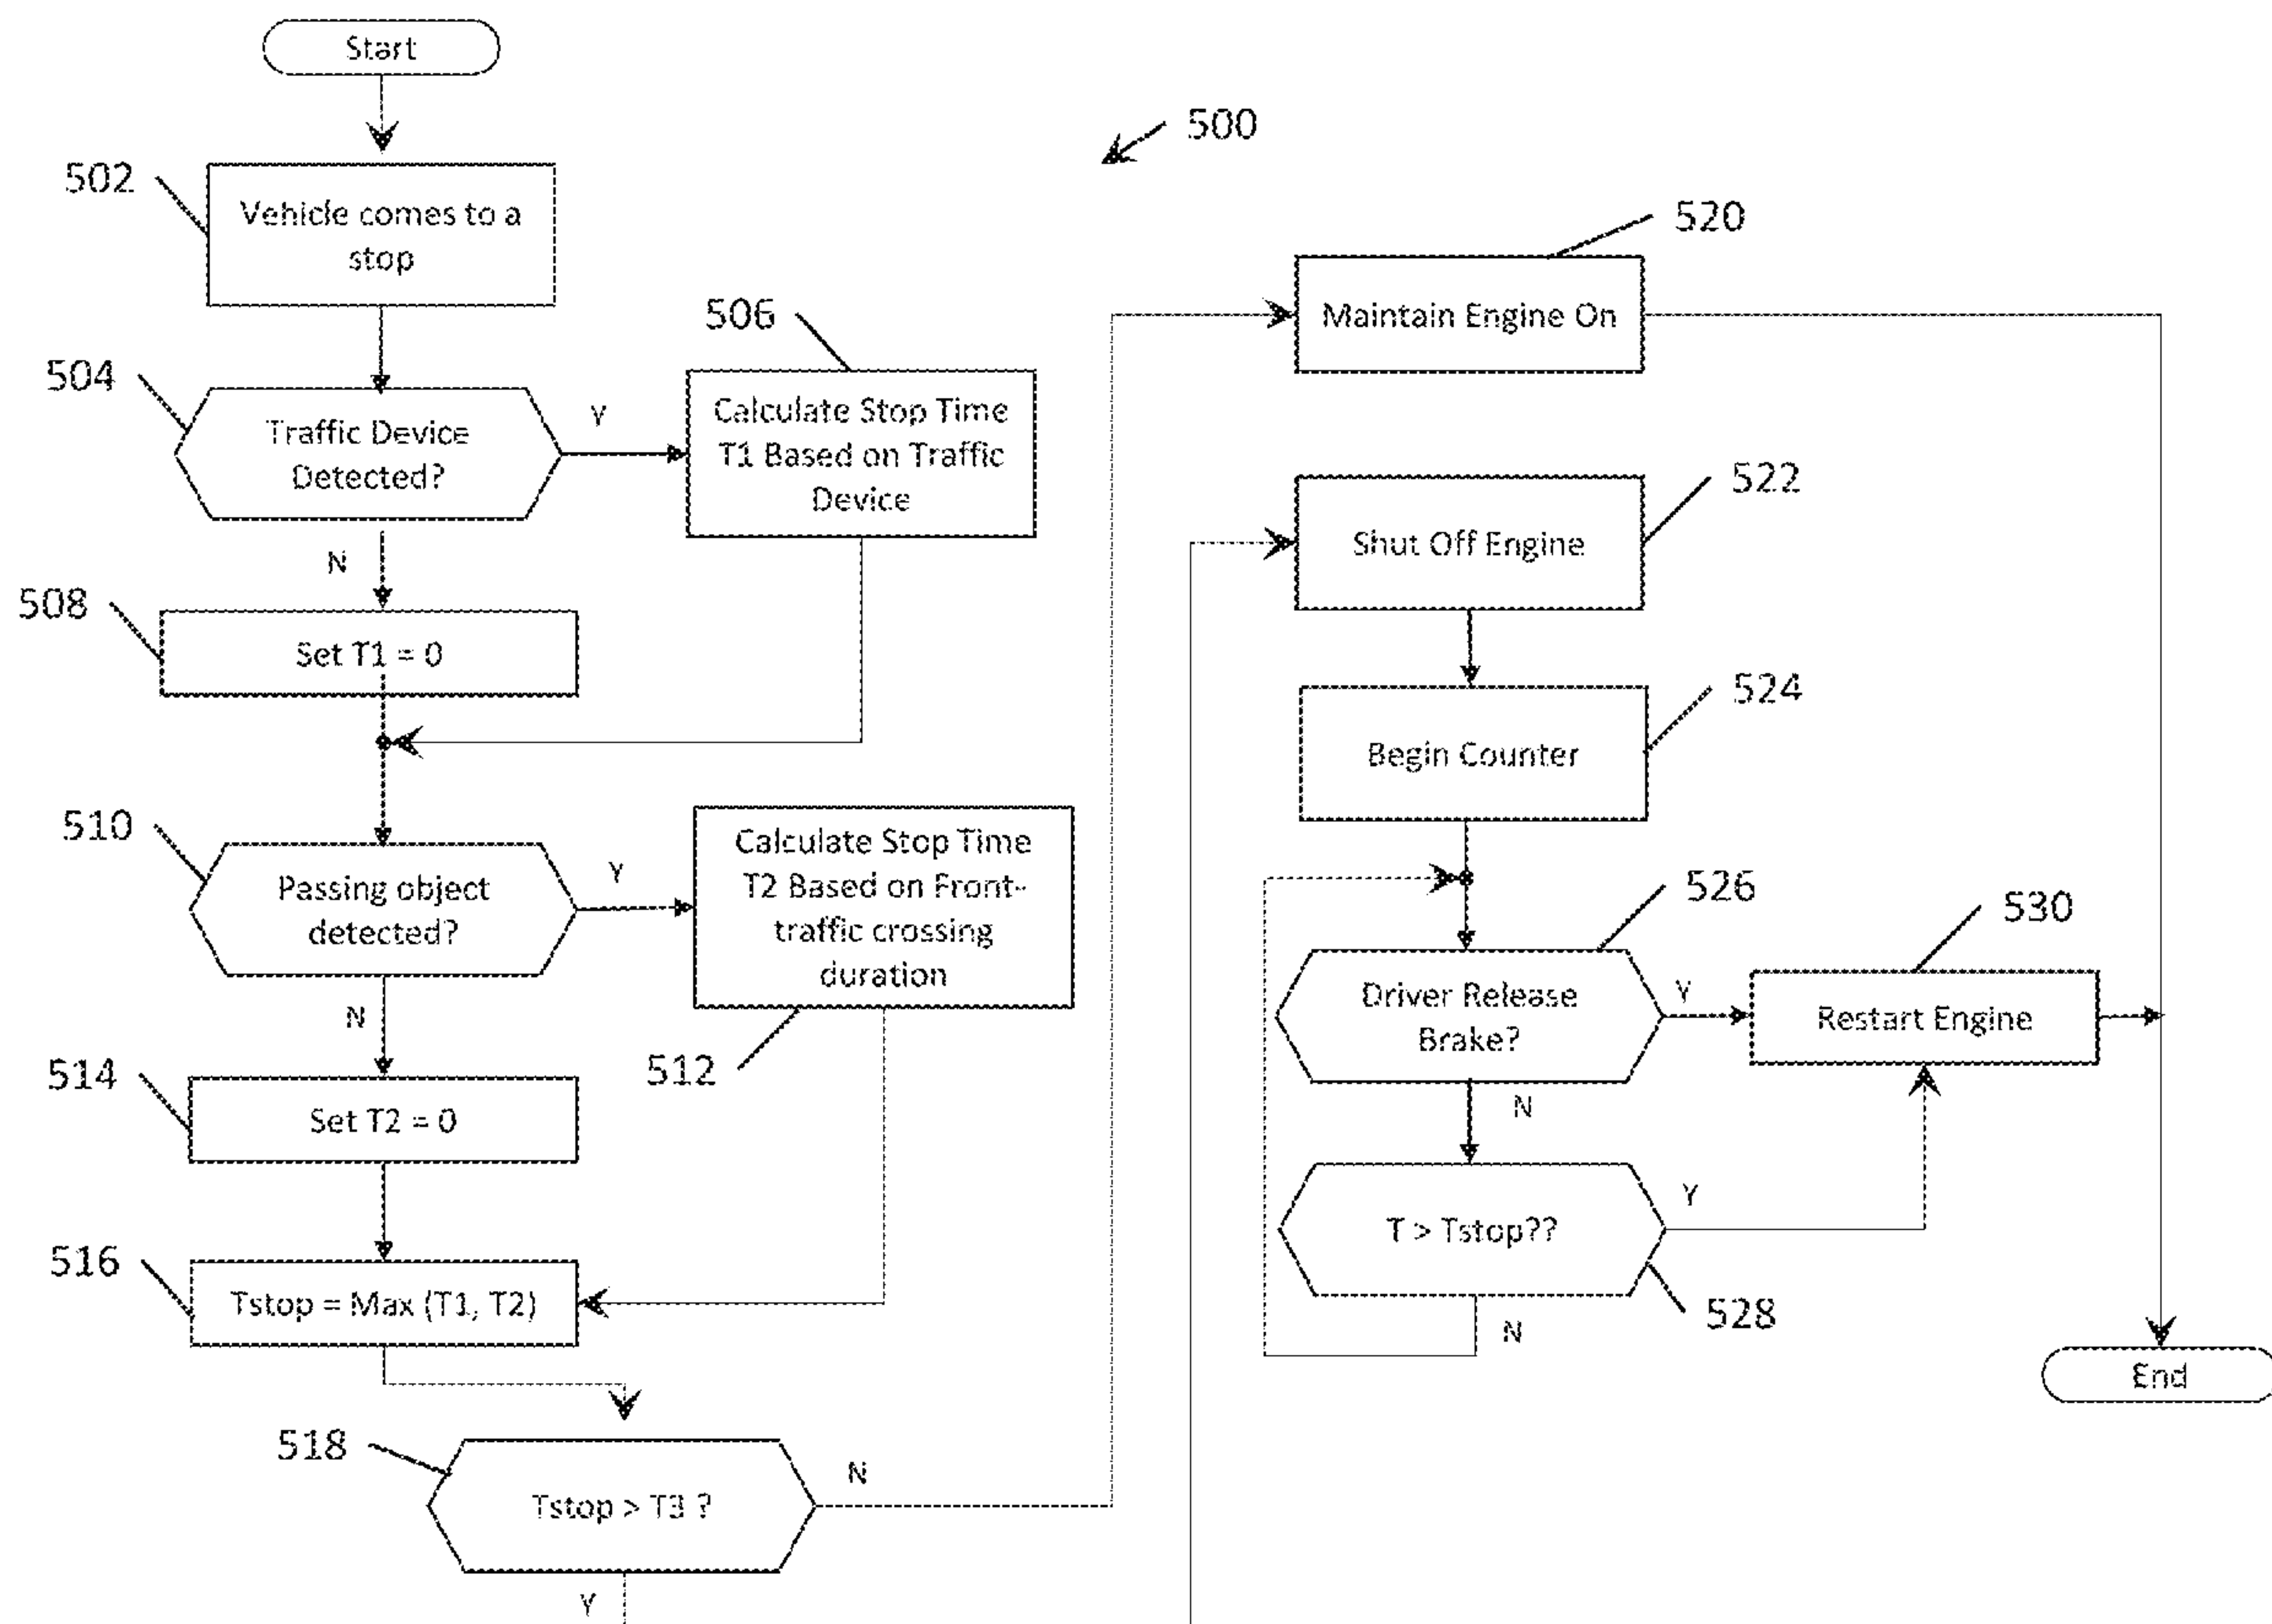 Start
500
502
Vehicle comes to a
stop
504
Traffic Device
Detected?
Y
N
506
Calculate Stop Time
T1 Based on Traffic
Device
508
Set T1 = 0
510
Passing object
detected?
Y
N
Calculate Stop Time
T2 Based on Front-
traffic crossing
duration
512
514
Set T2 = 0
516
Tstop = Max (T1, T2)
518
Tstop > T3 ?
N
Y
520
Maintain Engine On
522
Shut Off Engine
524
Begin Counter
526
Driver Release
Brake?
Y
N
530
Restart Engine
T > Tstop??
Y
N
528
End